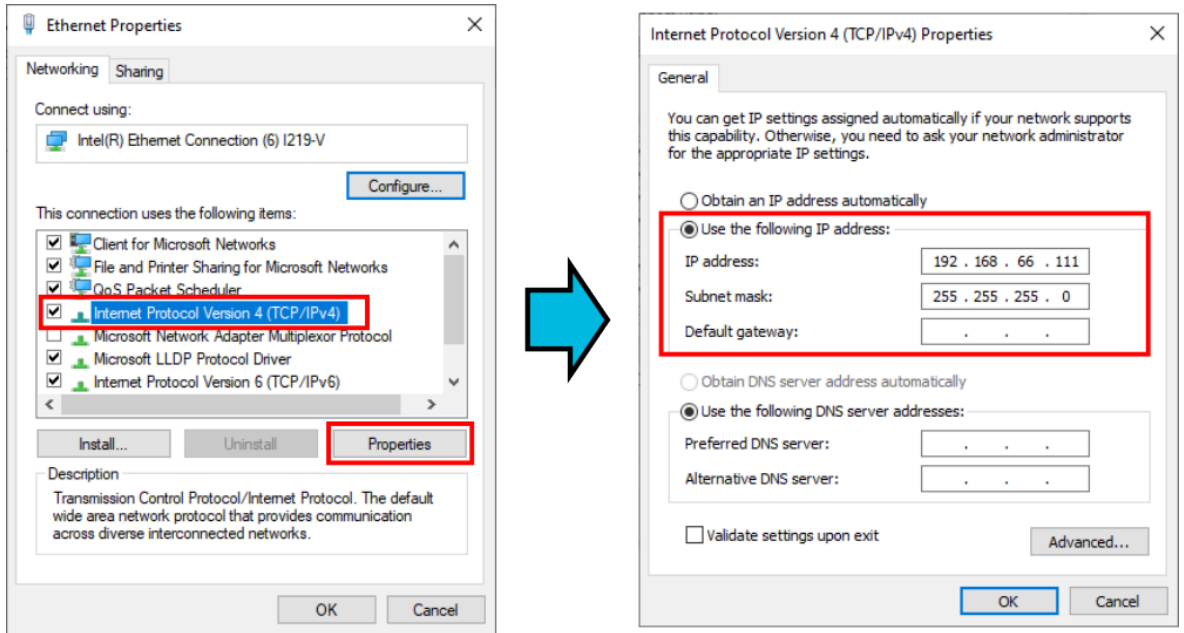 Ethernet Properties
Networking
Sharing
Connect using:
Intel(R) Ethernet Connection (6) I219-V
Configure...
This connection uses the following items:
Client for Microsoft Networks
File and Printer Sharing for Microsoft Networks
QoS Packet Scheduler
Internet Protocol Version 4 (TCP/IPv4)
Microsoft Network Adapter Multiplexor Protocol
Microsoft LLDP Protocol Driver
Internet Protocol Version 6 (TCP/IPv6)
Install...
Uninstall
Properties
Description
Transmission Control Protocol/Internet Protocol. The default
wide area network protocol that provides communication
across diverse interconnected networks.
OK
Cancel
Internet Protocol Version 4 (TCP/IPv4) Properties
General
You can get IP settings assigned automatically if your network supports
this capability. Otherwise, you need to ask your network administrator
for the appropriate IP settings.
Obtain an IP address automatically
Use the following IP address:
IP address:
192 . 168 . 66 . 111
Subnet mask:
255 . 255 . 255 . 0
Default gateway:
. . .
Obtain DNS server address automatically
Use the following DNS server addresses:
Preferred DNS server:
. . .
Alternative DNS server:
. . .
Validate settings upon exit
Advanced...
OK
Cancel